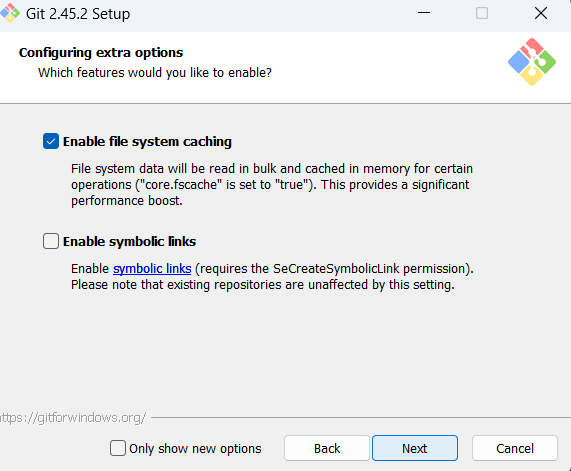 Git 2.45.2 Setup
Configuring extra options
Which features would you like to enable?
Enable file system caching
File system data will be read in bulk and cached in memory for certain
operations ("core.fscache" is set to "true"). This provides a significant
performance boost.
Enable symbolic links
Enable symbolic links (requires the SeCreateSymbolicLink permission).
Please note that existing repositories are unaffected by this setting.
https://gitforwindows.org/
Only show new options
Back
Next
Cancel